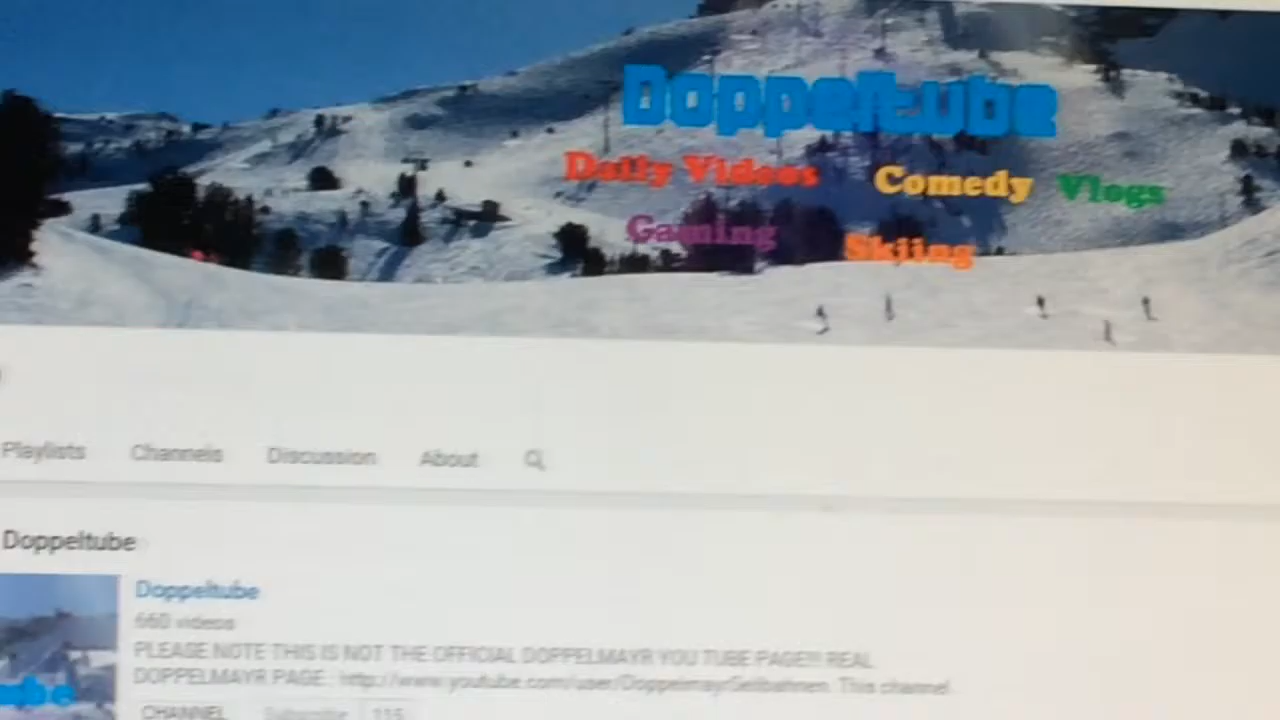 Doppeltube
Daily Videos Comedy Vlogs
Gaming Skiing
Playlists Channels Discussion About
Doppeltube
Doppeltube
660 videos
PLEASE NOTE THIS IS NOT THE OFFICIAL DOPPELMAYR YOU TUBE PAGE!!! REAL
DOPPELMAYR PAGE : http://www.youtube.com/user/DoppelmayrSeilbahnen. This channel
CHANNEL Subscribe 115